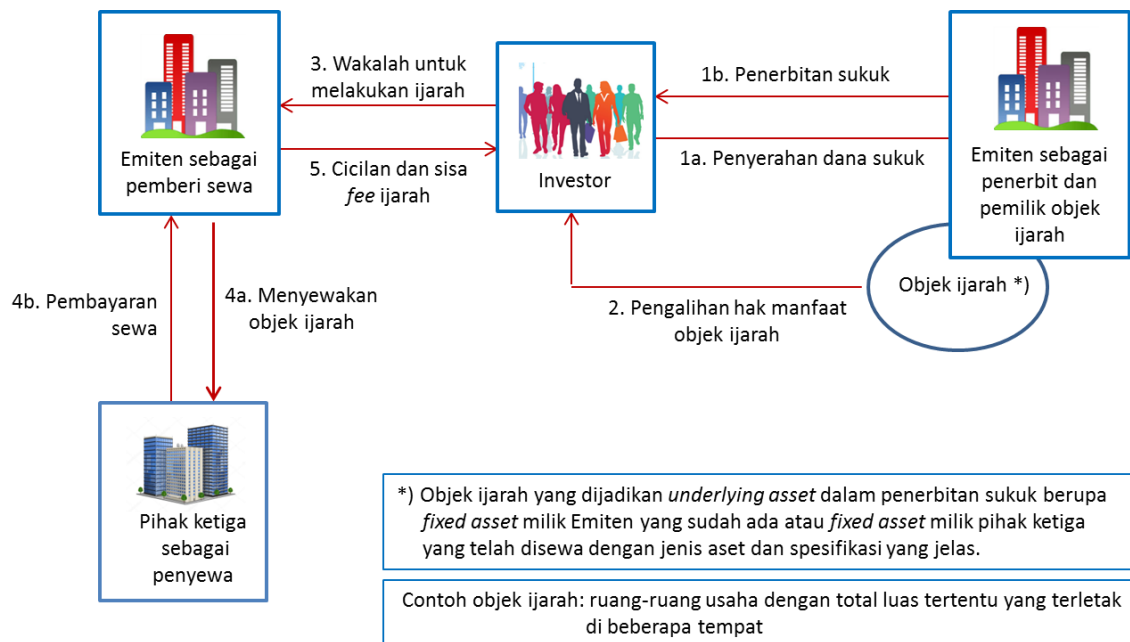 3. Wakalah untuk
melakukan ijarah
1b. Penerbitan sukuk
Emiten sebagai
pemberi sewa
5. Cicilan dan sisa
fee ijarah
Investor
1a. Penyerahan dana sukuk
Emiten sebagai
penerbit dan
pemilik objek
ijarah
4b. Pembayaran
sewa
4a. Menyewakan
objek ijarah
2. Pengalihan hak manfaat
objek ijarah
Objek ijarah *)
Pihak ketiga
sebagai
penyewa
*) Objek ijarah yang dijadikan underlying asset dalam penerbitan sukuk berupa
fixed asset milik Emiten yang sudah ada atau fixed asset milik pihak ketiga
yang telah disewa dengan jenis aset dan spesifikasi yang jelas.
Contoh objek ijarah: ruang-ruang usaha dengan total luas tertentu yang terletak
di beberapa tempat